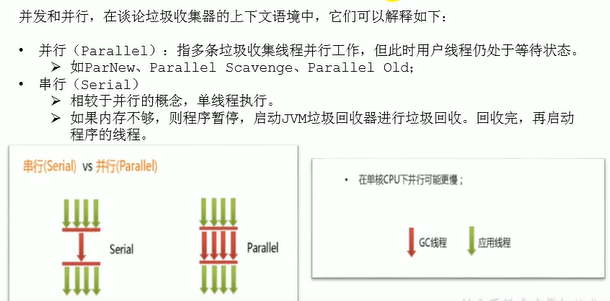 并发和并行，在谈论垃圾收集器的上下文语境中，它们可以解释如下：
• 并行（Parallel）：指多条垃圾收集线程并行工作，但此时用户线程仍处于等待状态。
➢ 如ParNew、Parallel Scavenge、Parallel Old；
• 串行（Serial）
➢ 相较于并行的概念，单线程执行。
➢ 如果内存不够，则程序暂停，启动JVM垃圾回收器进行垃圾回收。回收完，再启动
程序的线程。
串行(Serial) vs 并行(Parallel)
Serial
Parallel
• 在单核CPU下并行可能更慢；
GC线程
应用线程